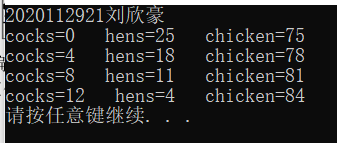 2020112921刘欣豪
cocks=0   hens=25   chicken=75
cocks=4   hens=18   chicken=78
cocks=8   hens=11   chicken=81
cocks=12   hens=4   chicken=84
请按任意键继续. . .